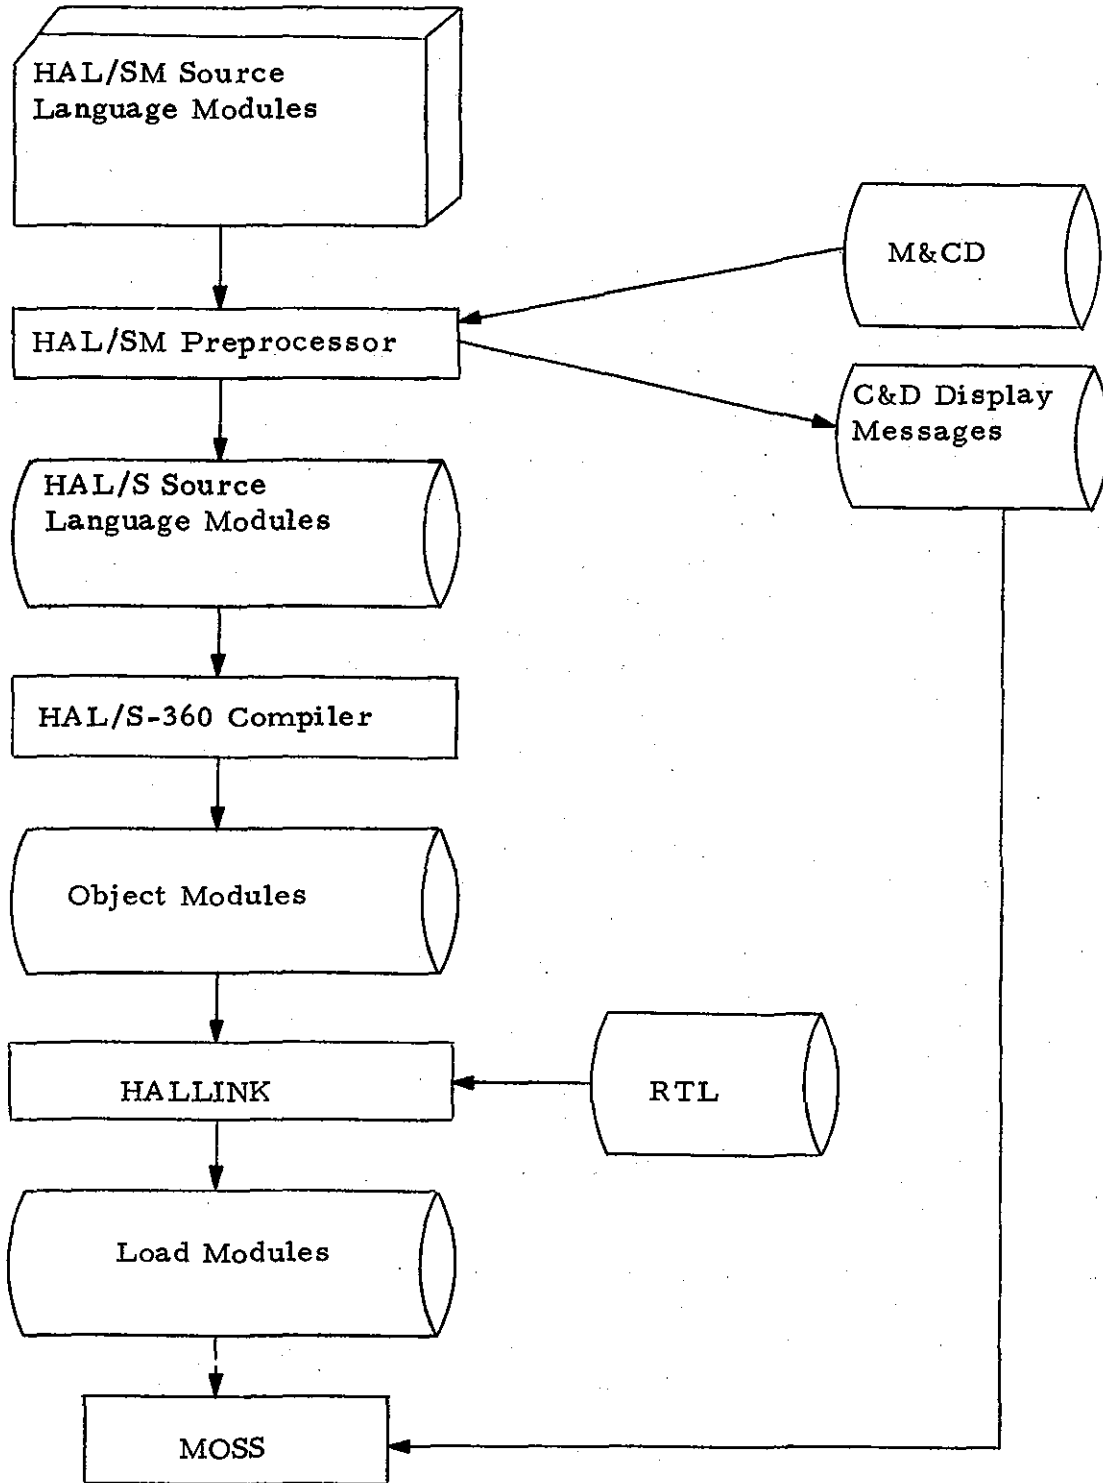 HAL/SM Source
Language Modules
M&CD
HAL/SM Preprocessor
C&D Display
Messages
HAL/S Source
Language Modules
HAL/S-360 Compiler
Object Modules
HALLINK
RTL
Load Modules
MOSS